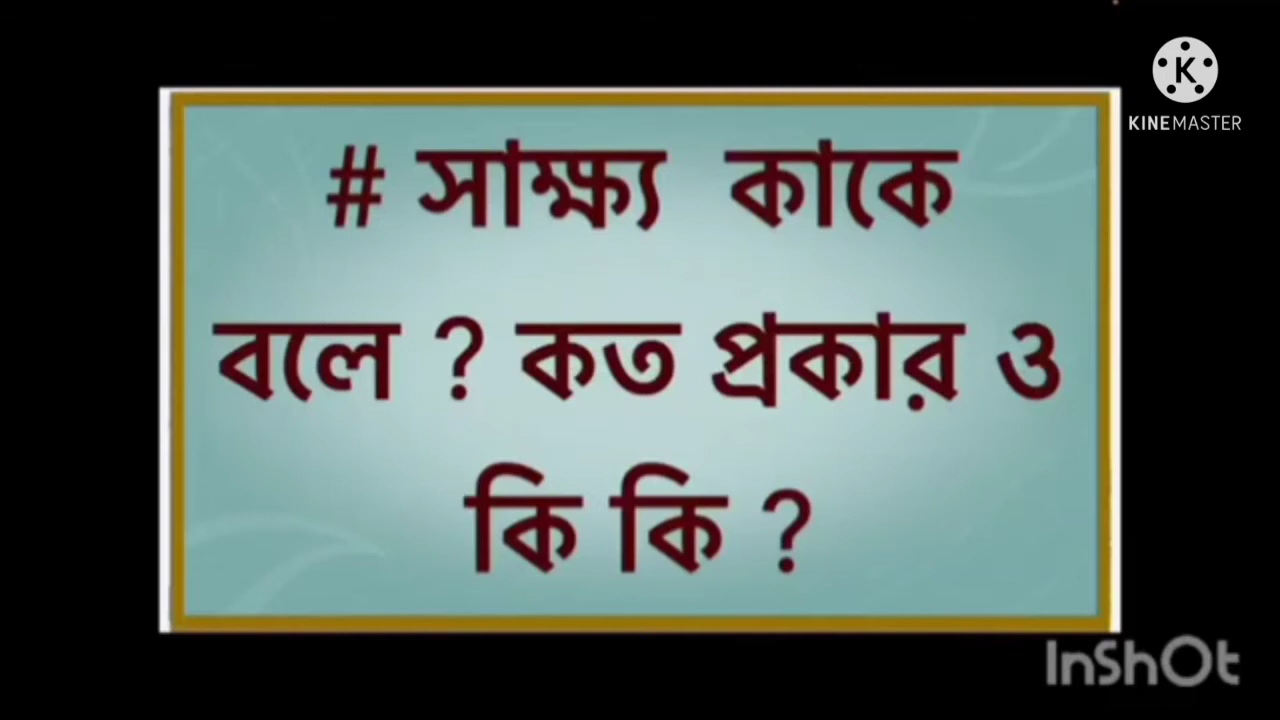 # সাক্ষ্য কাকে
বলে ? কত প্রকার ও
কি কি ?
KINEMASTER
InShOt